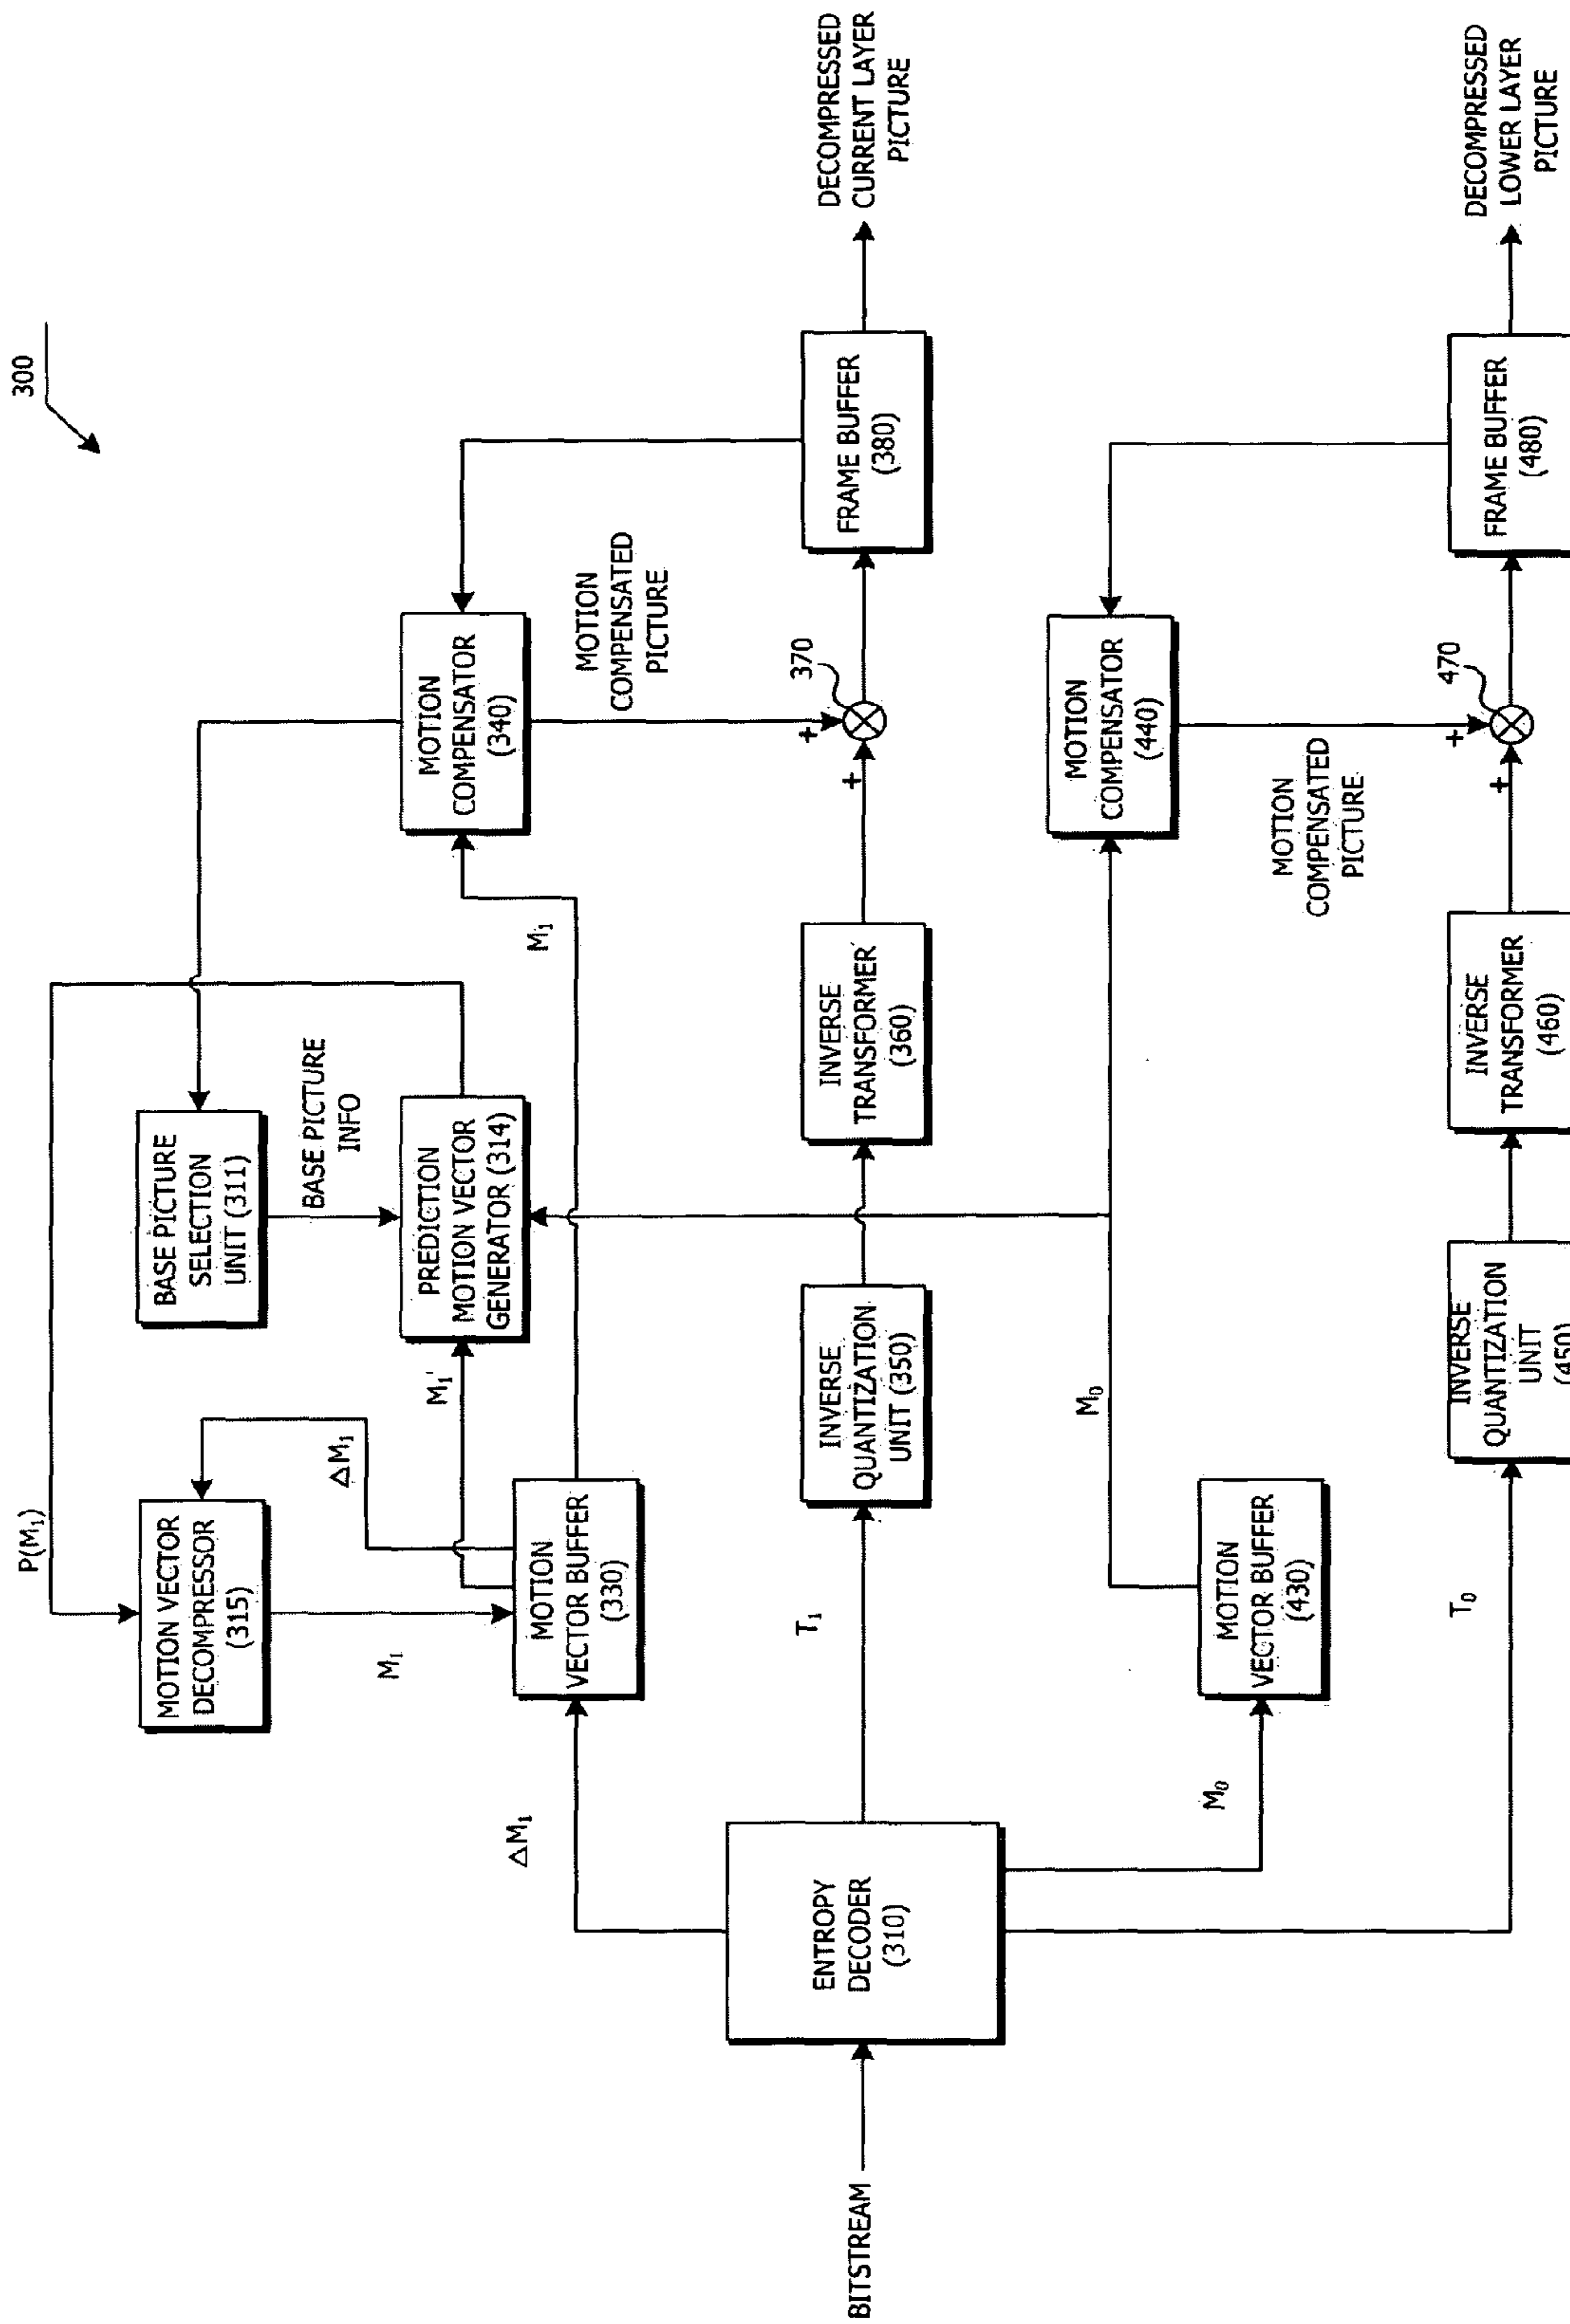 300
P(M₁)
MOTION VECTOR
DECOMPRESSOR
(315)
BASE PICTURE
SELECTION
UNIT (311)
BASE PICTURE
INFO
ΔM₁
M₁
M₁'
PREDICTION
MOTION VECTOR
GENERATOR (314)
MOTION
COMPENSATOR
(340)
ΔM₁
MOTION
VECTOR BUFFER
(330)
M₁
MOTION
COMPENSATED
PICTURE
BITSTREAM
ENTROPY
DECODER
(310)
T₁
INVERSE
QUANTIZATION
UNIT (350)
INVERSE
TRANSFORMER
(360)
+
+
370
FRAME BUFFER
(380)
DECOMPRESSED
CURRENT LAYER
PICTURE
M₀
MOTION
VECTOR BUFFER
(430)
M₀
MOTION
COMPENSATOR
(440)
MOTION
COMPENSATED
PICTURE
T₀
INVERSE
QUANTIZATION
UNIT
(450)
INVERSE
TRANSFORMER
(460)
+
+
470
FRAME BUFFER
(480)
DECOMPRESSED
LOWER LAYER
PICTURE